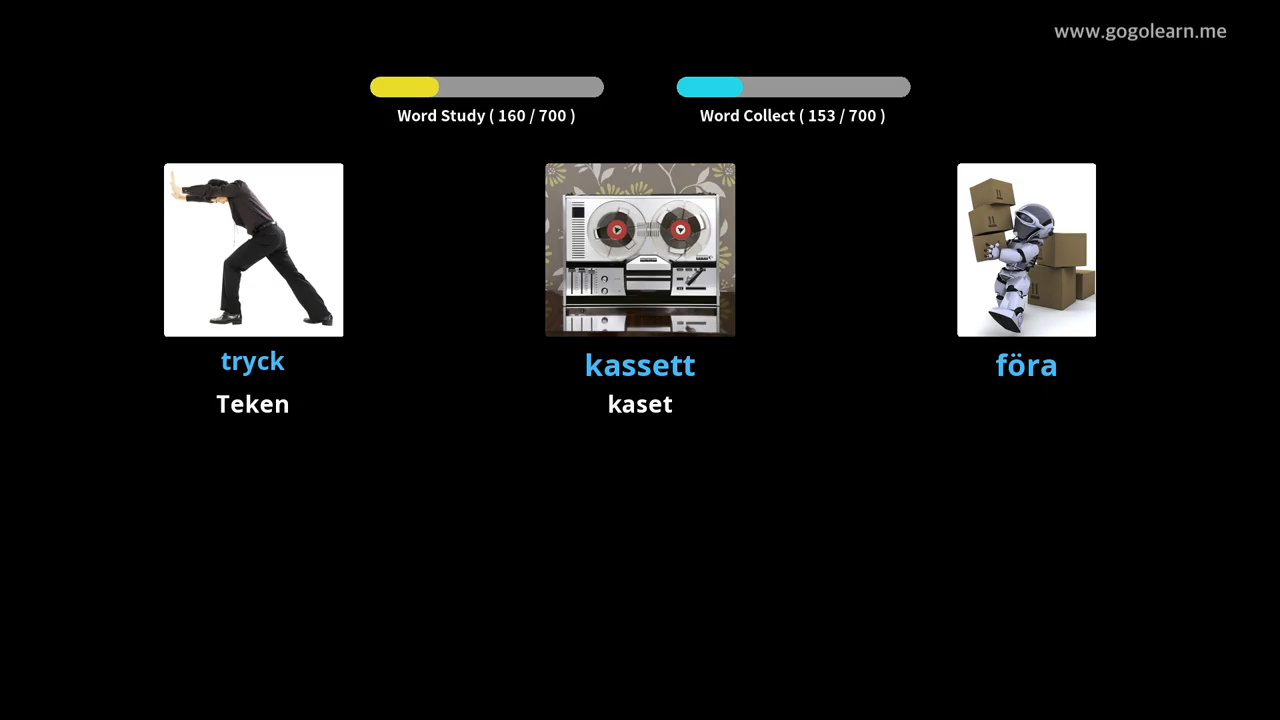 www.gogolearn.me
Word Study ( 160 / 700 )
Word Collect ( 153 / 700 )
tryck
kassett
föra
Teken
kaset